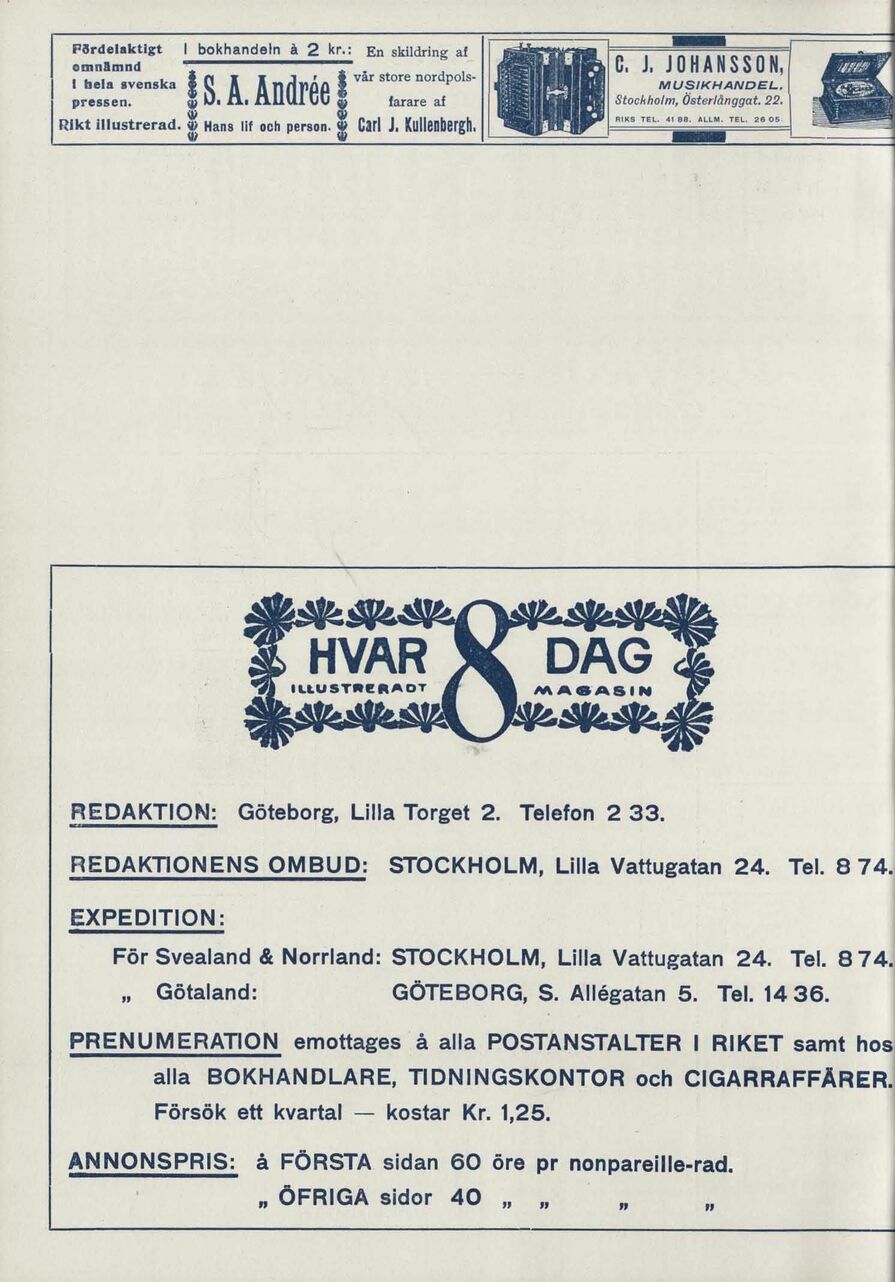 Fördelaktigt
omnämnd
i hela svenska
pressen.
Rikt illustrerad.
I bokhandeln à 2 kr.:
S. A. Andrée
Hans lif och person.
En skildring af
vår store nordpols-
farare af
Carl J. Kullenbergh.
C. J. JOHANSSON,
MUSIKHANDEL.
Stockholm, Österlånggat. 22.
RIKS TEL. 41 88. ALLM. TEL. 26 05
HVAR 8 DAG
ILLUSTRERADT MAGASIN
REDAKTION: Göteborg, Lilla Torget 2. Telefon 2 33.
REDAKTIONENS OMBUD: STOCKHOLM, Lilla Vattugatan 24. Tel. 8 74.
EXPEDITION:
För Svealand & Norrland: STOCKHOLM, Lilla Vattugatan 24. Tel. 8 74.
„ Götaland: GÖTEBORG, S. Allégatan 5. Tel. 14 36.
PRENUMERATION emottages å alla POSTANSTALTER I RIKET samt hos
alla BOKHANDLARE, TIDNINGSKONTOR och CIGARRAFFÄRER.
Försök ett kvartal — kostar Kr. 1,25.
ANNONSPRIS: å FÖRSTA sidan 60 öre pr nonpareille-rad.
„ ÖFRIGA sidor 40 „ „ „ „